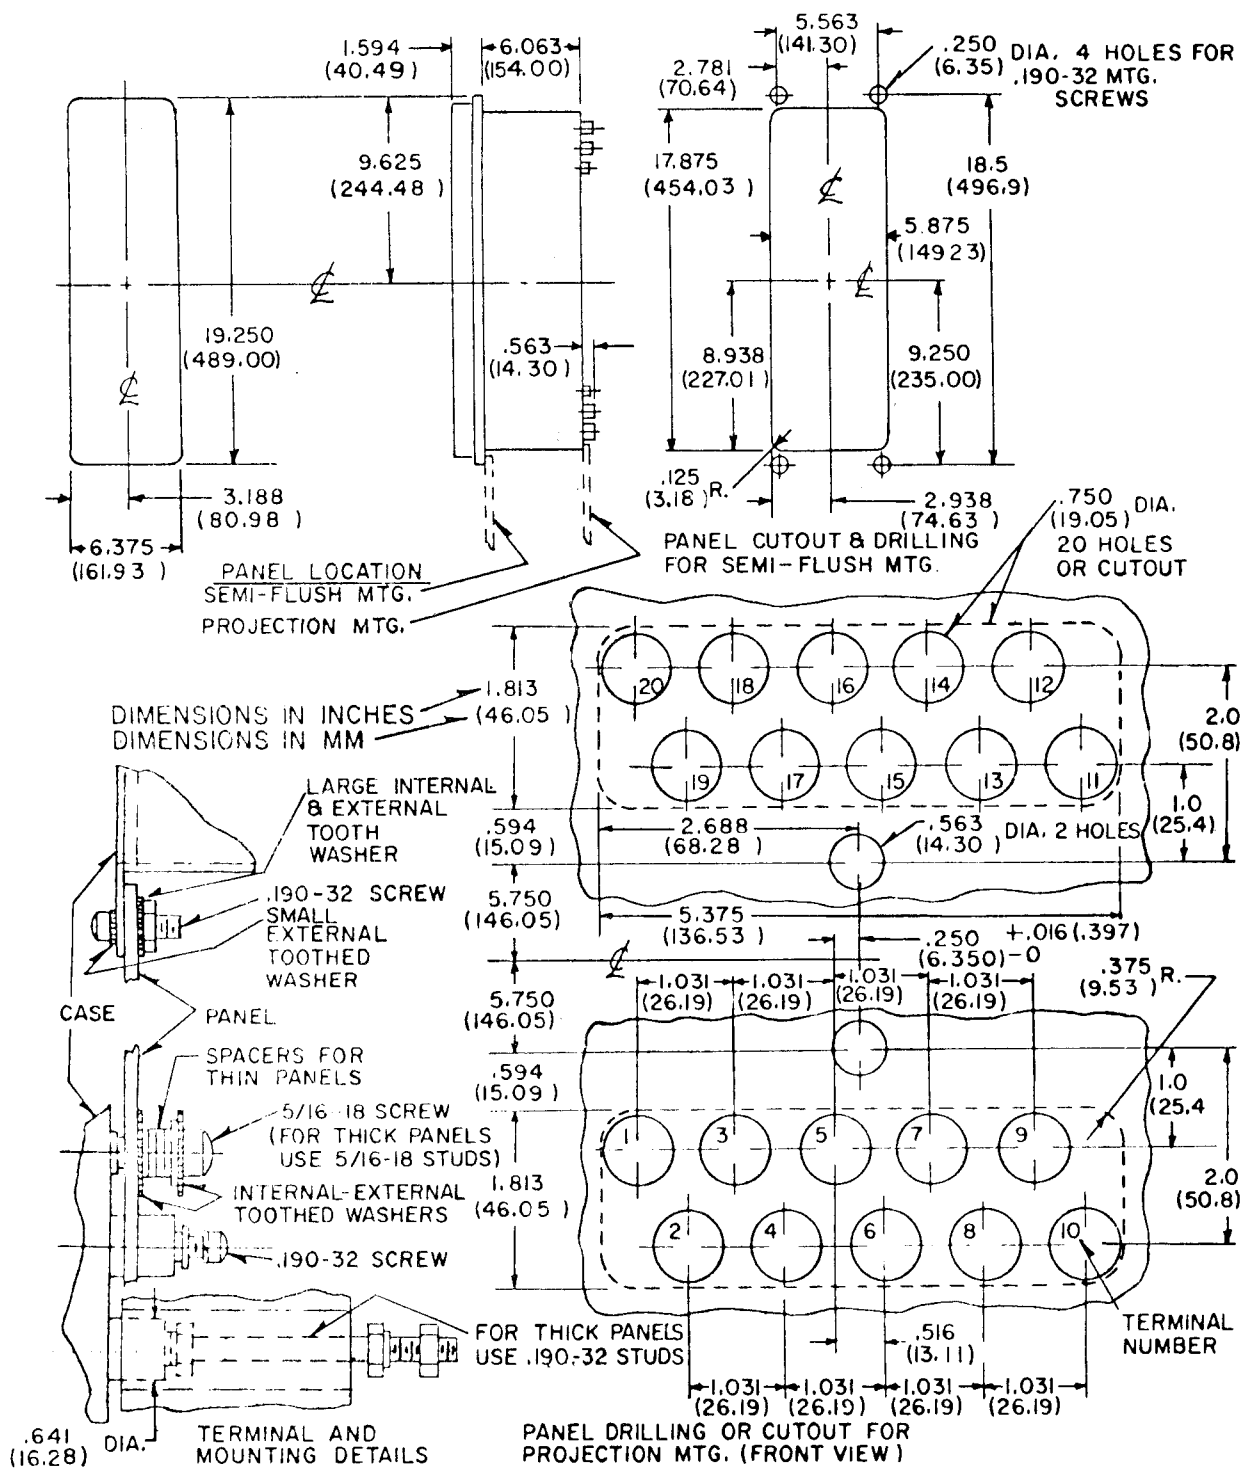 1.594
(40.49)
6.063
(154.00)
5.563
(141.30)
2.781
(70.64)
.250
(6.35)
DIA. 4 HOLES FOR
.190-32 MTG.
SCREWS
9.625
(244.48)
17.875
(454.03)
18.5
(496.9)
℄
5.875
(14923)
℄
℄
19.250
(489.00)
.563
(14.30)
8.938
(227.01)
9.250
(235.00)
℄
3.188
(80.98)
.125
(3.18) R.
2.938
(74.63)
.750
(19.05) DIA.
20 HOLES
OR CUTOUT
6.375
(161.93)
PANEL LOCATION
SEMI-FLUSH MTG.
PROJECTION MTG.
PANEL CUTOUT & DRILLING
FOR SEMI-FLUSH MTG.
20 18 16 14 12
1.813
(46.05)
DIMENSIONS IN INCHES
DIMENSIONS IN MM
2.0
(50.8)
19 17 15 13 11
1.0
(25.4)
LARGE INTERNAL
& EXTERNAL
TOOTH
WASHER
.594
(15.09)
2.688
(68.28)
.563
(14.30) DIA. 2 HOLES
.190-32 SCREW
SMALL
EXTERNAL
TOOTHED
WASHER
5.750
(146.05)
5.375
(136.53)
+.016(.397)
-0
.250
(6.350)
℄
CASE
PANEL
5.750
(146.05)
1.031
(26.19)
1.031
(26.19)
1.031
(26.19)
1.031
(26.19)
.375
(9.53) R.
SPACERS FOR
THIN PANELS
.594
(15.09)
1.0
(25.4
5/16-18 SCREW
(FOR THICK PANELS
USE 5/16-18 STUDS)
1 3 5 7 9
1.813
(46.05)
2.0
(50.8)
INTERNAL-EXTERNAL
TOOTHED WASHERS
2 4 6 8 10
.190-32 SCREW
FOR THICK PANELS
USE .190-32 STUDS
.516
(13.11)
TERMINAL
NUMBER
1.031
(26.19)
1.031
(26.19)
1.031
(26.19)
1.031
(26.19)
.641
(16.28) DIA.
TERMINAL AND
MOUNTING DETAILS
PANEL DRILLING OR CUTOUT FOR
PROJECTION MTG. (FRONT VIEW)